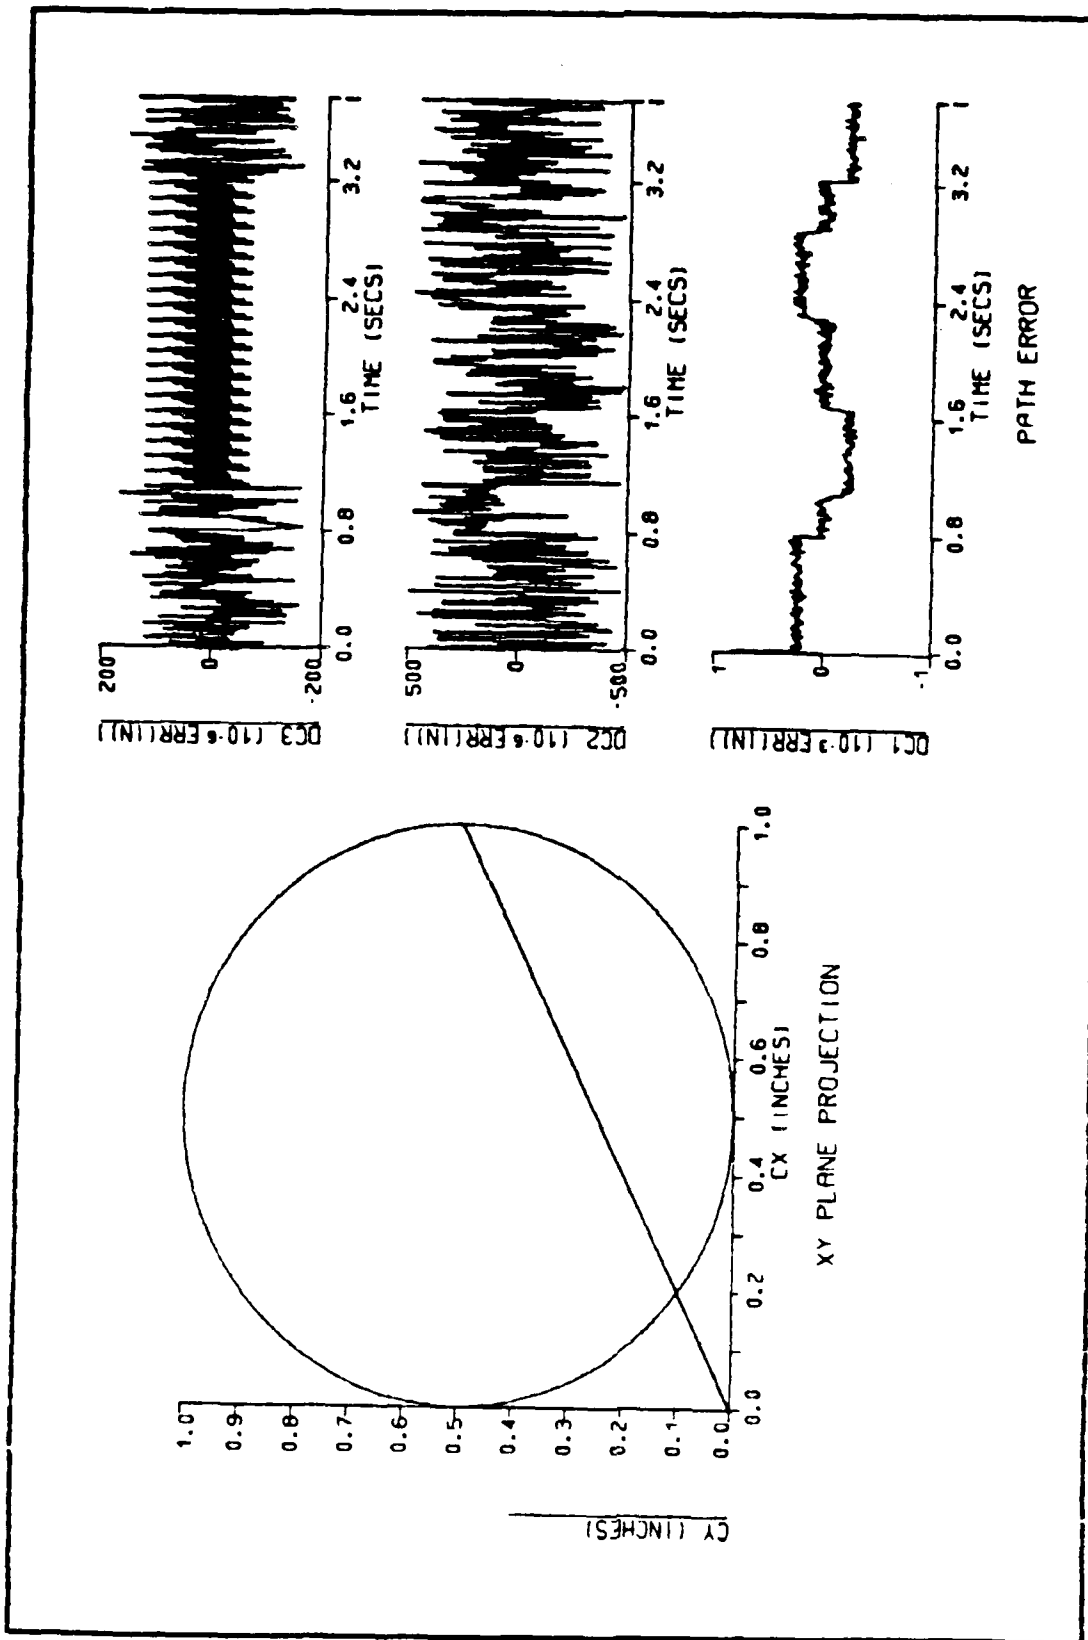 CY (INCHES)
1.0
0.9
0.8
0.7
0.6
0.5
0.4
0.3
0.2
0.1
0.0
0.0 0.2 0.4 0.6 0.8 1.0
CX (INCHES)
XY PLANE PROJECTION
DC3 (10-6 ERR(IN)
200
0
-200
0.0 0.8 1.6 2.4 3.2
TIME (SECS)
DC2 (10-6 ERR(IN)
500
0
-500
0.0 0.8 1.6 2.4 3.2
TIME (SECS)
DC1 (10-3 ERR(IN)
1
0
-1
0.0 0.8 1.6 2.4 3.2
TIME (SECS)
PATH ERROR